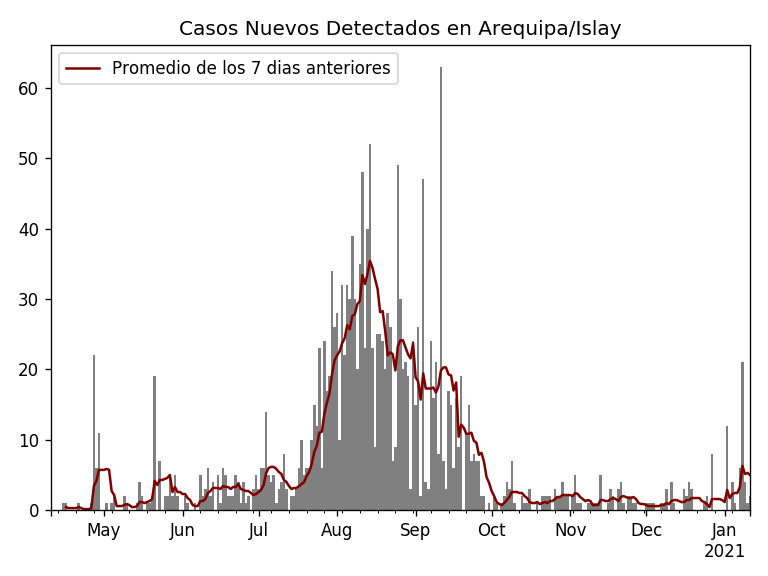 Casos Nuevos Detectados en Arequipa/Islay
Promedio de los 7 dias anteriores
60
50
40
30
20
10
0
May Jun Jul Aug Sep Oct Nov Dec Jan
2021